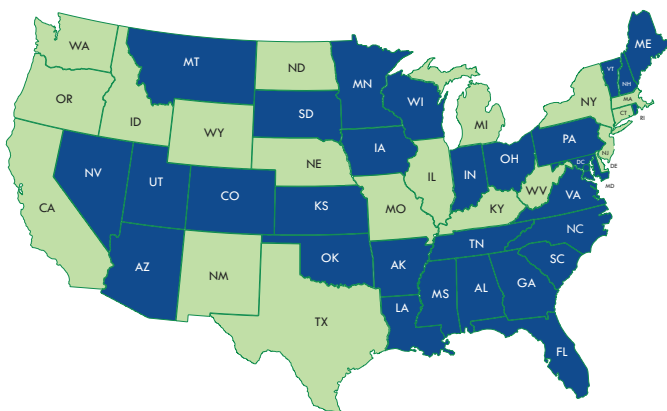 WA
MT
ND
MN
ME
VT
NH
OR
ID
WY
SD
WI
MI
NY
MA
CT
RI
NV
UT
CO
NE
IA
IL
IN
OH
PA
NJ
DC
DE
MD
CA
KS
MO
KY
WV
VA
AZ
NM
OK
AK
TN
NC
SC
TX
LA
MS
AL
GA
FL